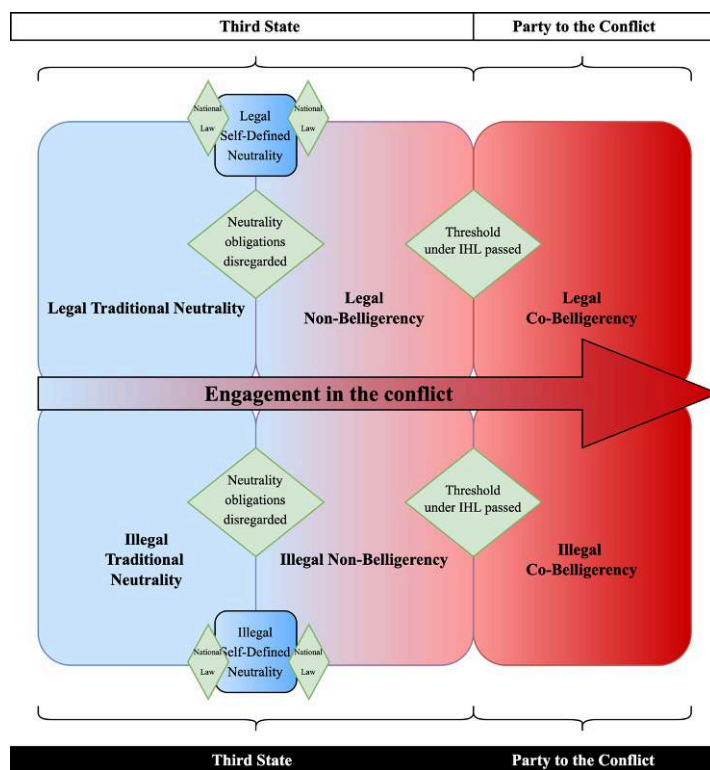 Third State
Party to the Conflict
National
Law
Legal
Self-Defined
Neutrality
National
Law
Neutrality
obligations
disregarded
Threshold
under IHL passed
Legal Traditional Neutrality
Legal
Non-Belligerency
Legal
Co-Belligerency
Engagement in the conflict
Neutrality
obligations
disregarded
Threshold
under IHL passed
Illegal
Traditional
Neutrality
Illegal Non-Belligerency
Illegal
Co-Belligerency
National
Law
Illegal
Self-Defined
Neutrality
National
Law
Third State
Party to the Conflict